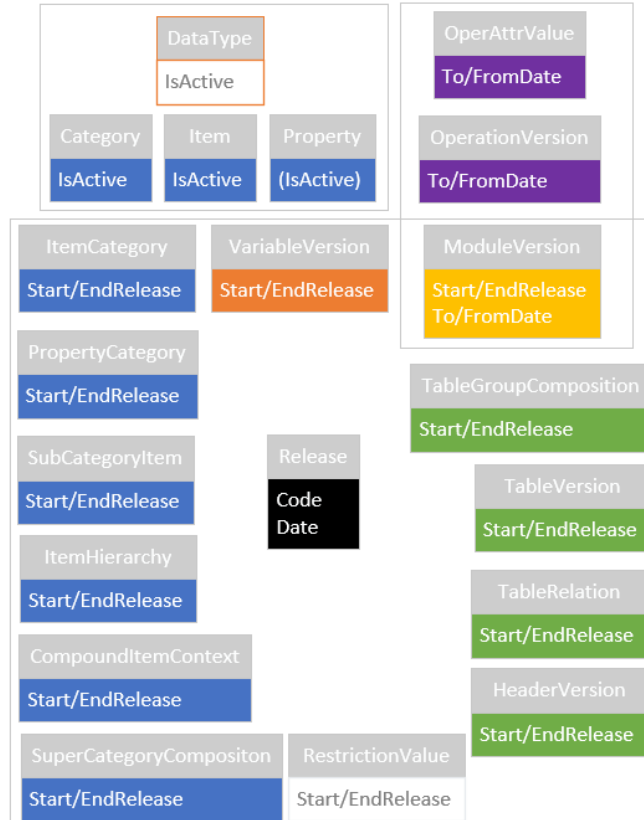 DataType
IsActive
Category
IsActive
Item
IsActive
Property
(IsActive)
OperAttrValue
To/FromDate
OperationVersion
To/FromDate
ItemCategory
Start/EndRelease
VariableVersion
Start/EndRelease
ModuleVersion
Start/EndRelease
To/FromDate
PropertyCategory
Start/EndRelease
TableGroupComposition
Start/EndRelease
SubCategoryItem
Start/EndRelease
Release
Code
Date
TableVersion
Start/EndRelease
ItemHierarchy
Start/EndRelease
TableRelation
Start/EndRelease
CompoundItemContext
Start/EndRelease
HeaderVersion
Start/EndRelease
SuperCategoryCompositon
Start/EndRelease
RestrictionValue
Start/EndRelease